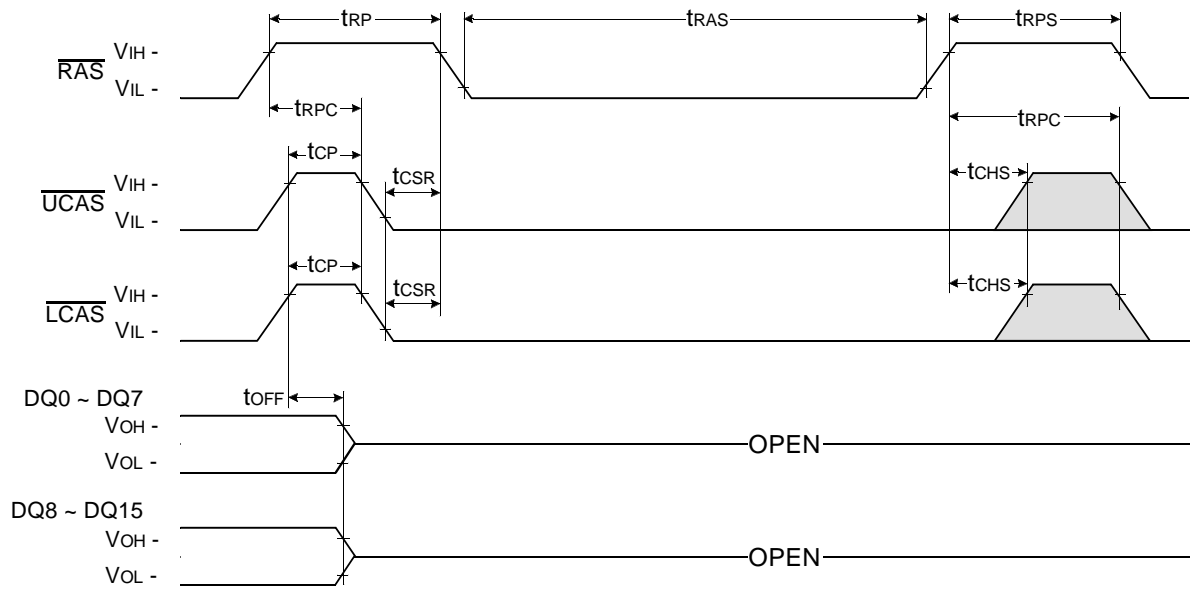 tRP tRAS tRPS
RAS VIH -
VIL -
tRPC tRPC
tCP tCSR tCHS
UCAS VIH -
VIL -
tCP tCSR tCHS
LCAS VIH -
VIL -
DQ0 ~ DQ7 tOFF
VOH -
VOL - OPEN
DQ8 ~ DQ15
VOH -
VOL - OPEN